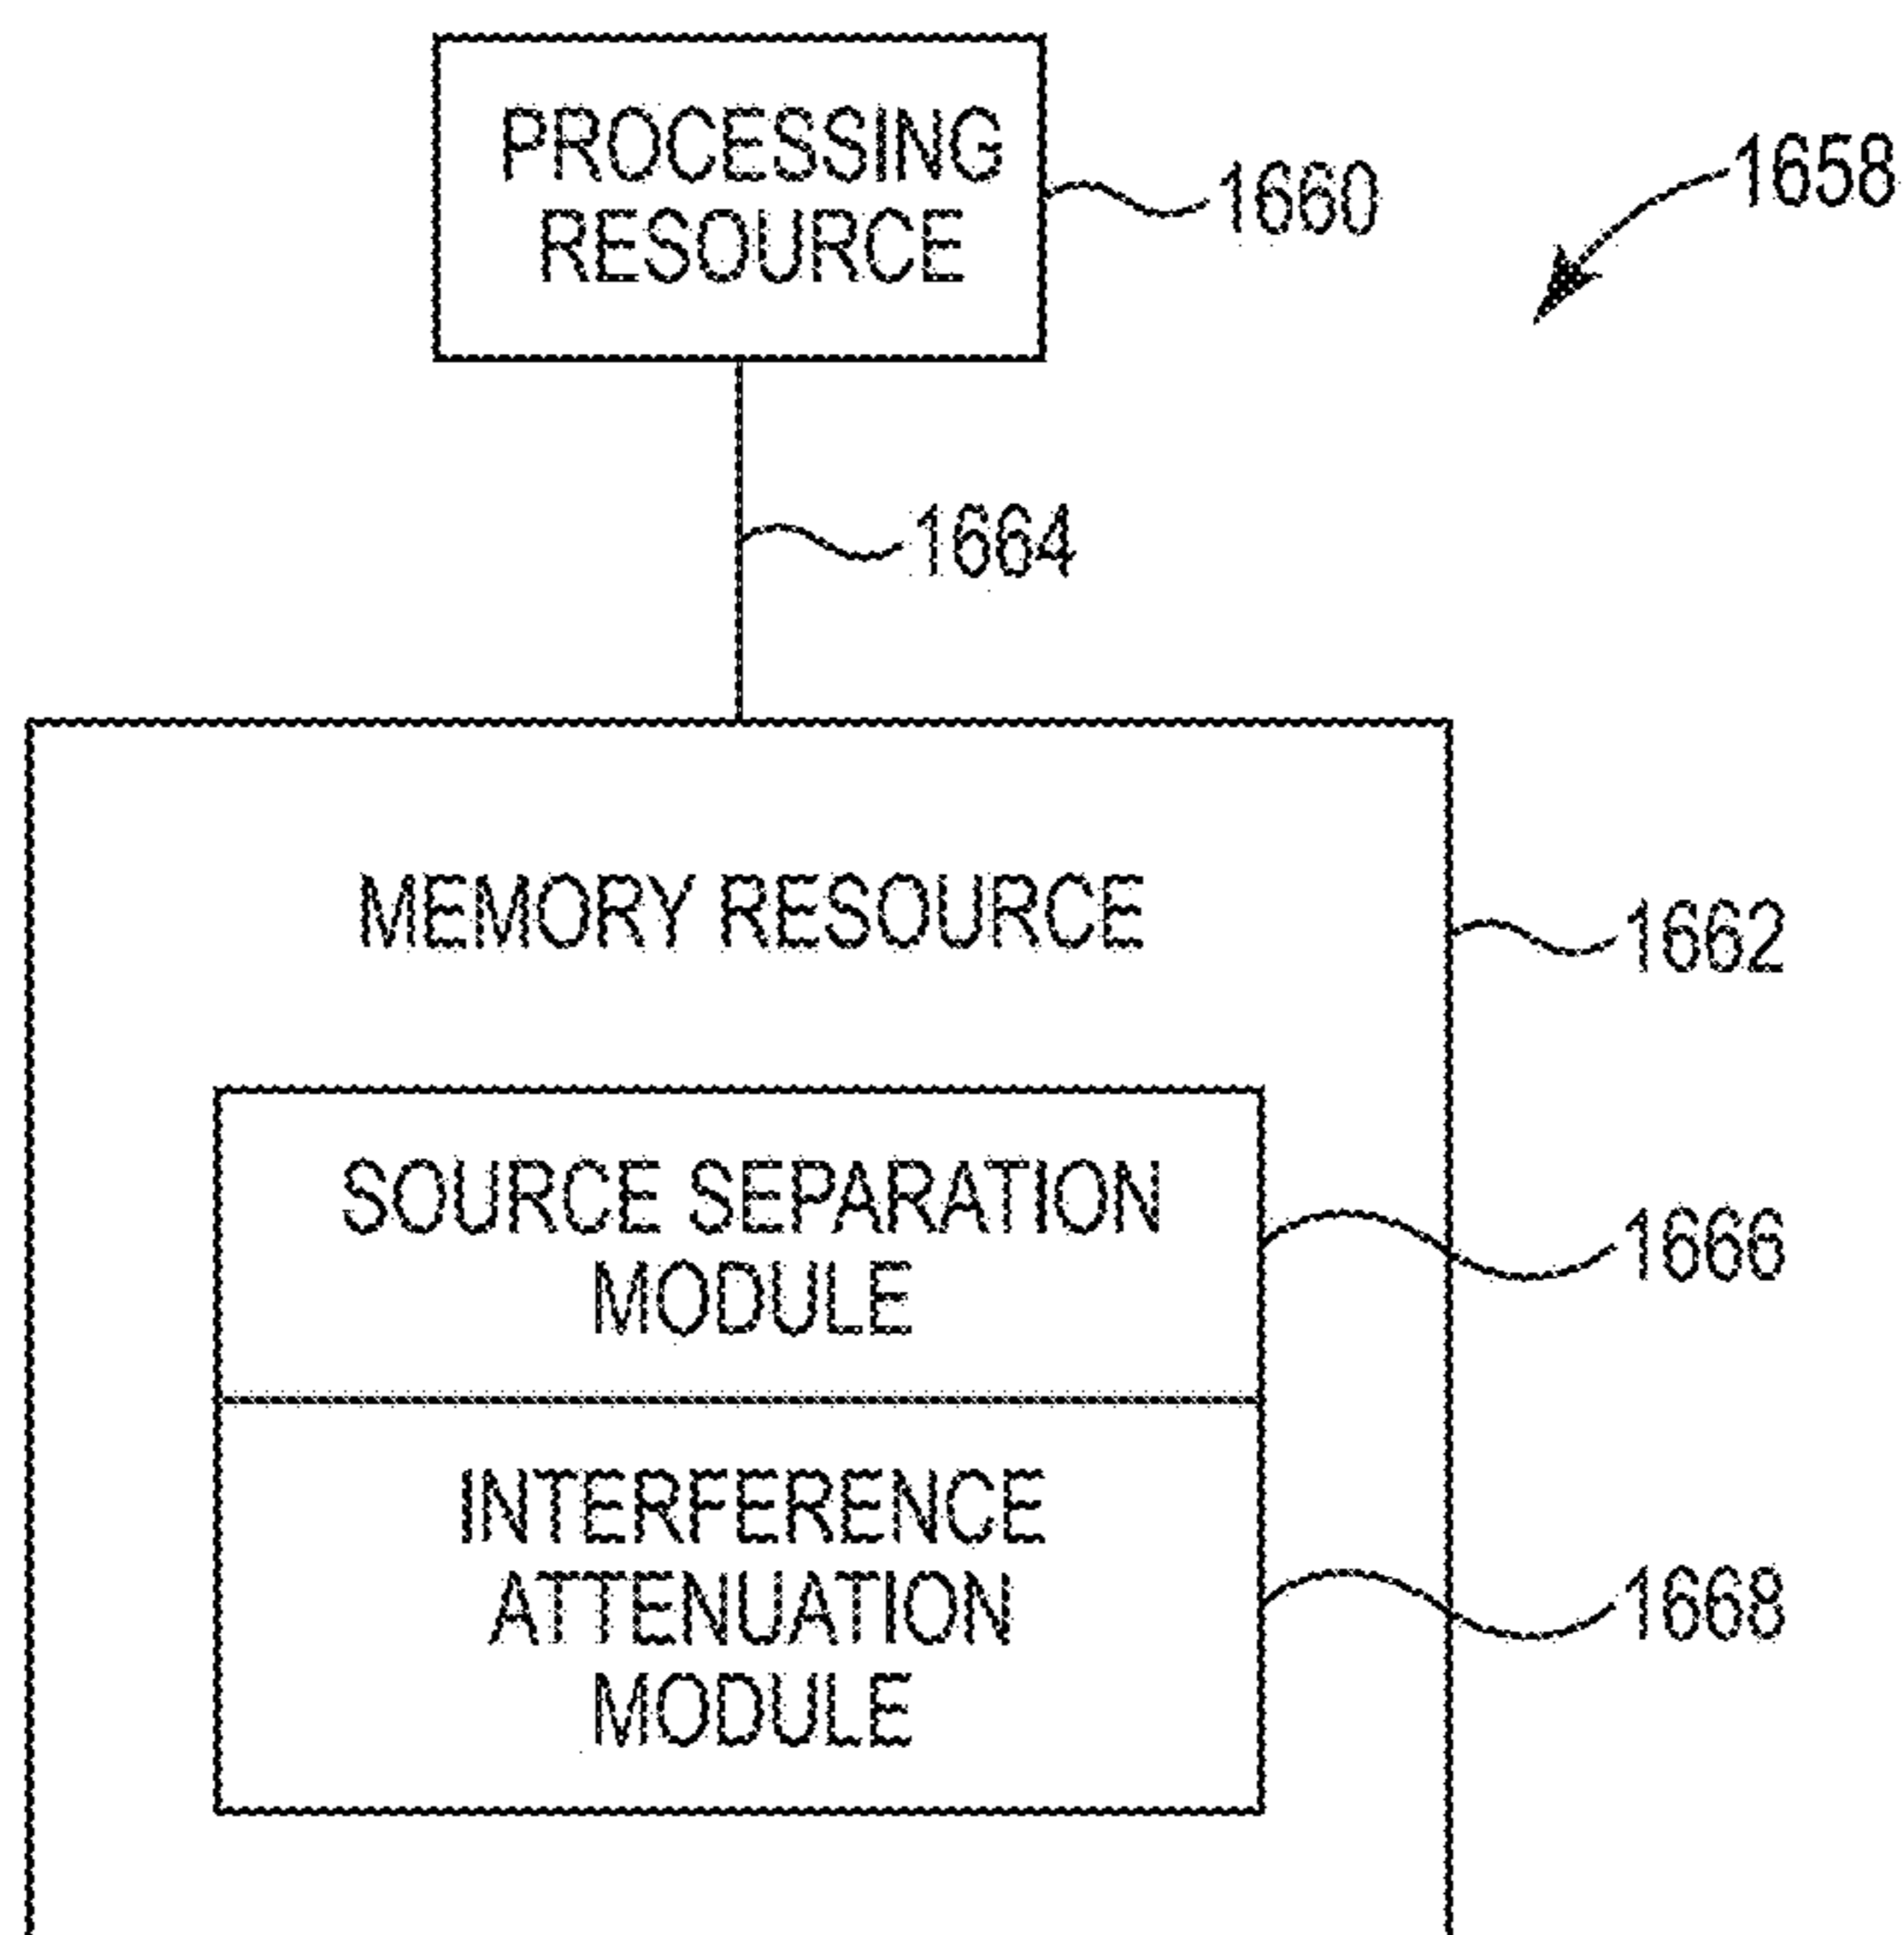 PROCESSING
RESOURCE
1660
1658
1664
MEMORY RESOURCE
1662
SOURCE SEPARATION
MODULE
1666
INTERFERENCE
ATTENUATION
MODULE
1668